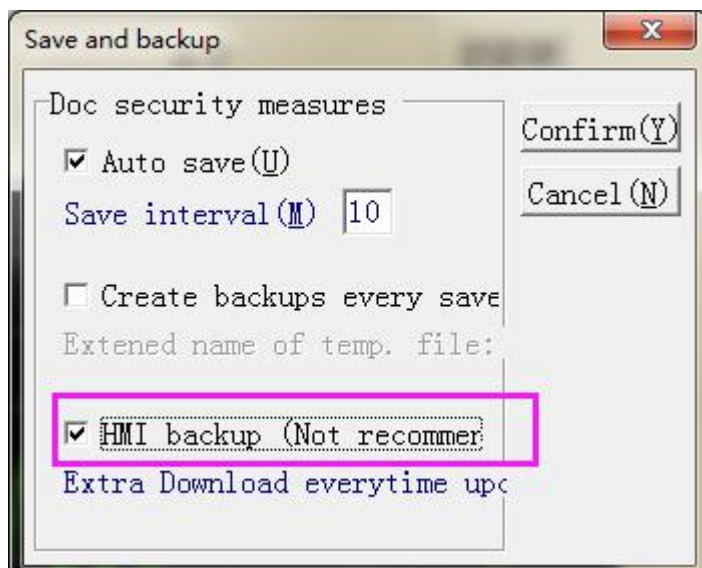 Save and backup
Doc security measures
Confirm(Y)
Auto save(U)
Cancel(N)
Save interval(M) 10
Create backups every save
Extened name of temp. file:
HMI backup (Not recommer
Extra Download everytime upc